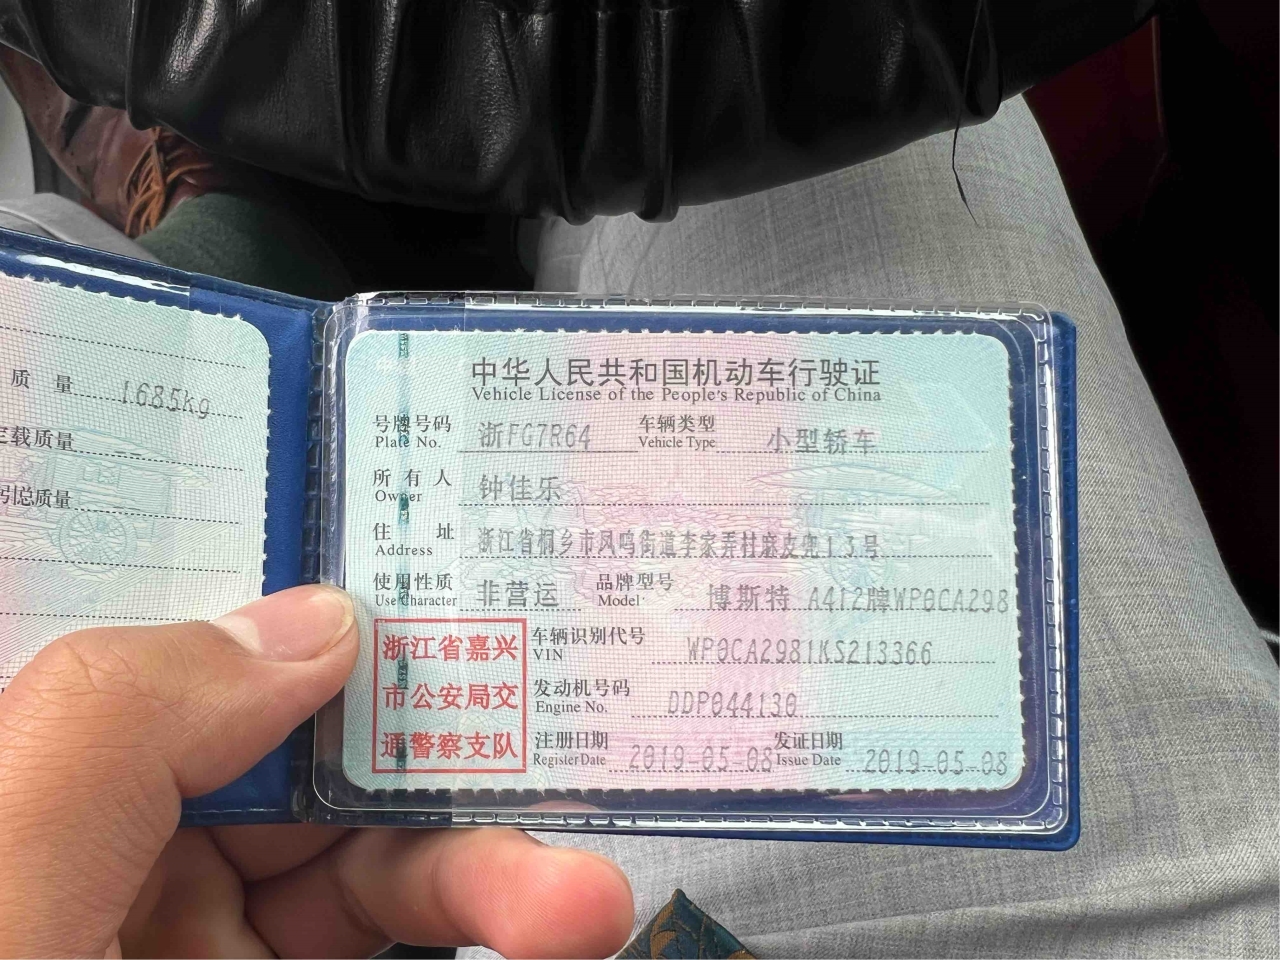 质 量 1685kg
载质量 --
引总质量
中华人民共和国机动车行驶证
Vehicle License of the People's Republic of China
号牌号码 浙FG7R64 车辆类型 小型轿车
Plate No. Vehicle Type
所有人 钟佳乐
Owner
住 址 浙江省桐乡市凤鸣街道李家弄村麻皮兜13号
Address
使用性质 非营运 品牌型号 博斯特 A412牌WP0CA298
Use Character Model
浙江省嘉兴
市公安局交
通警察支队
车辆识别代号 WP0CA2981KS213366
VIN
发动机号码 DDP044130
Engine No.
注册日期 2019-05-08 发证日期 2019-05-08
Register Date Issue Date